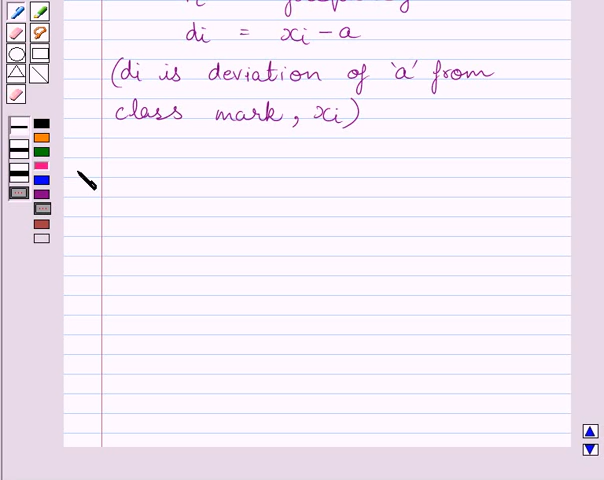 di = xi - a
(di is deviation of 'a' from
class mark, xi)